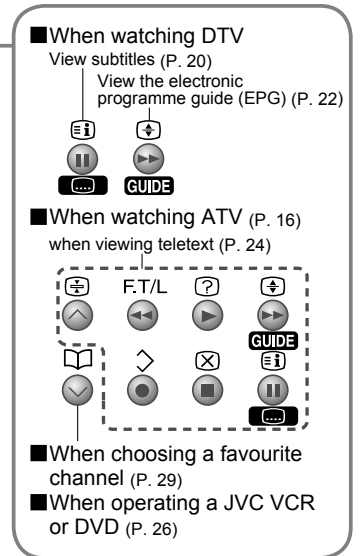 ■When watching DTV
View subtitles (P. 20)
View the electronic
programme guide (EPG) (P. 22)
GUIDE
■When watching ATV (P. 16)
when viewing teletext (P. 24)
F.T/L
?
GUIDE
■When choosing a favourite
channel (P. 29)
■When operating a JVC VCR
or DVD (P. 26)